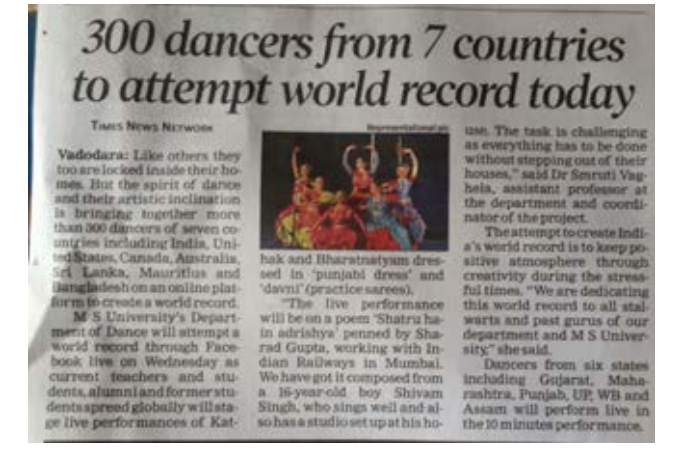 300 dancers from 7 countries
to attempt world record today
TIMES NEWS NETWORK
Vadodara: Like others they
too are locked inside their ho-
mes. But the spirit of dance
and their artistic inclination
is bringing together more
than 300 dancers of seven co-
untries including India, Uni-
ted States, Canada, Australia,
Sri Lanka, Mauritius and
Bangladesh on an online plat-
form to create a world record.
M S University's Depart-
ment of Dance will attempt a
world record through Face-
book live on Wednesday as
current teachers and stu-
dents, alumni and former stu-
dents spread globally will sta-
ge live performances of Kat-
Representational pic
hak and Bharatnatyam dres-
sed in 'punjabi dress' and
'davni' (practice sarees).
"The live performance
will be on a poem 'Shatru ha-
in adrishya' penned by Sha-
rad Gupta, working with In-
dian Railways in Mumbai.
We have got it composed from
a 16-year-old boy Shivam
Singh, who sings well and al-
so has a studio set up at his ho-
use. The task is challenging
as everything has to be done
without stepping out of their
houses," said Dr Smruti Vag-
hela, assistant professor at
the department and coordi-
nator of the project.
The attempt to create Indi-
a's world record is to keep po-
sitive atmosphere through
creativity during the stress-
ful times. "We are dedicating
this world record to all stal-
warts and past gurus of our
department and M S Univer-
sity," she said.
Dancers from six states
including Gujarat, Maha-
rashtra, Punjab, UP, WB and
Assam will perform live in
the 10 minutes performance.